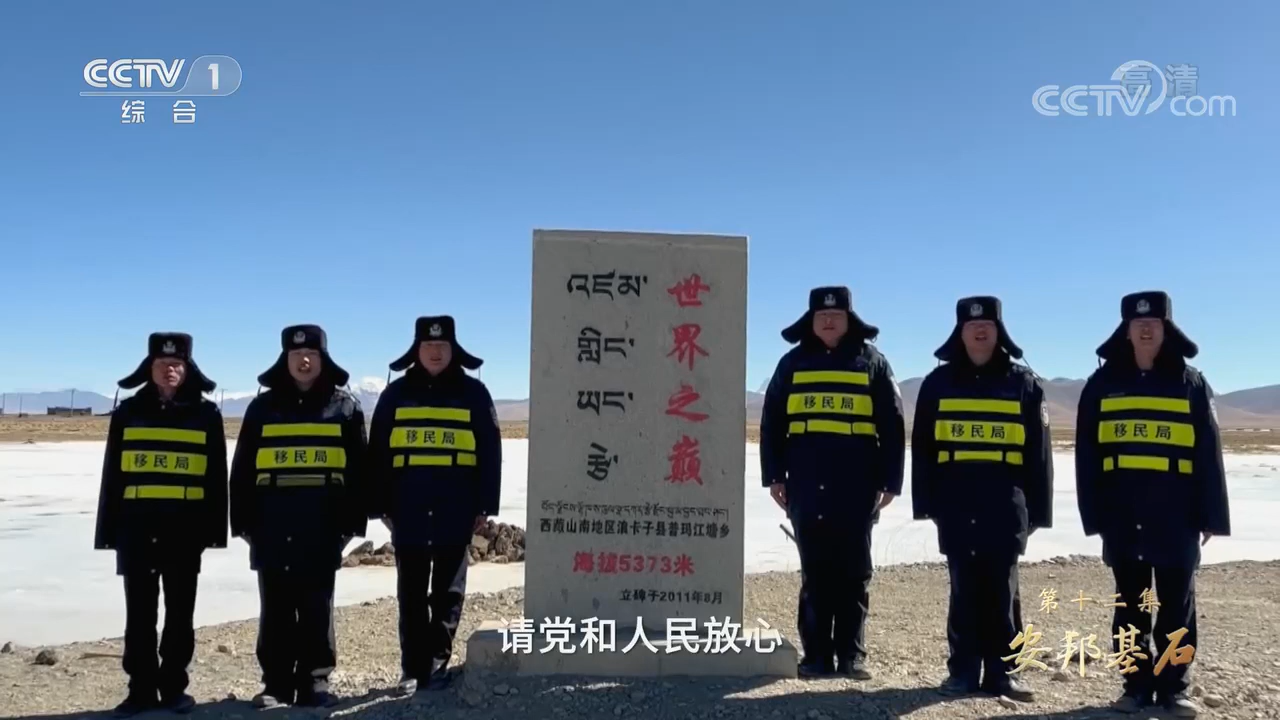 CCTV 1
综合
高清
CCTV.com
འཛམ་
གླིང་
ཡང་
རྩེ་
世界之巅
西藏山南地区浪卡子县普玛江塘乡
海拔5373米
立碑于2011年8月
移民局
移民局
移民局
移民局
移民局
移民局
请党和人民放心
第十二集
安邦基石